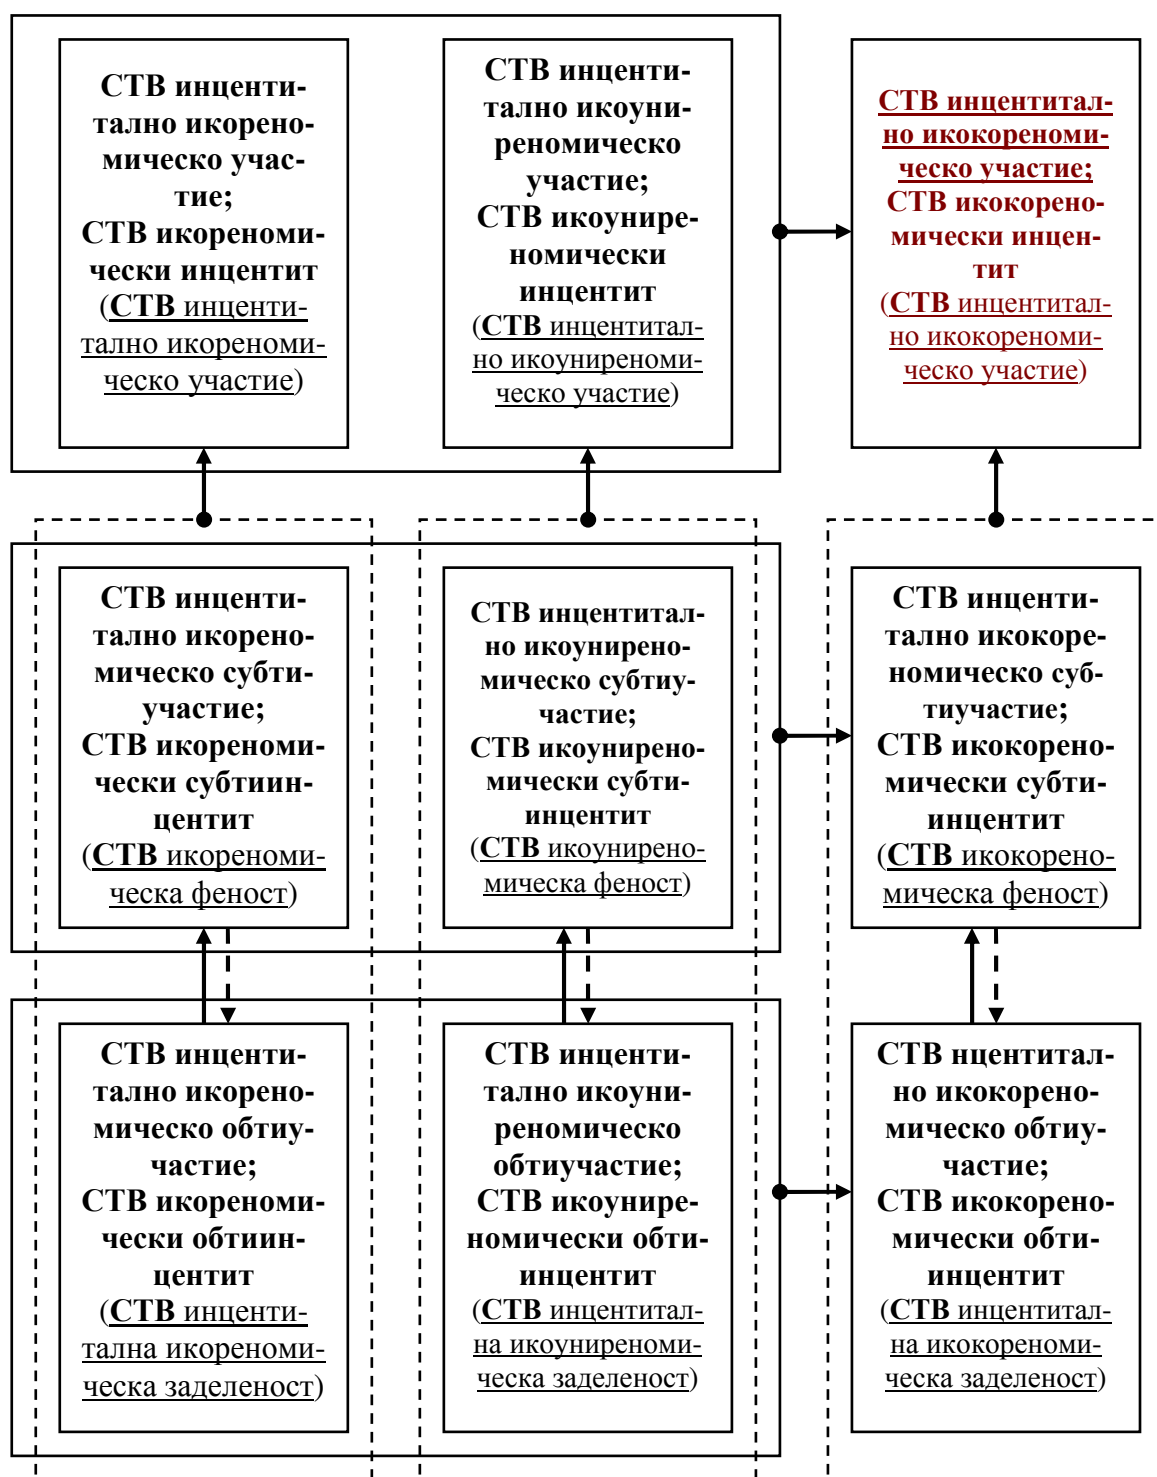 СТВ инценти-
тално икорено-
мическо учас-
тие;
СТВ икореноми-
чески инцентит
(СТВ инценти-
тално икореноми-
ческо участие)
СТВ инценти-
тално икоуни-
реномическо
участие;
СТВ икоунире-
номически
инцентит
(СТВ инцентитал-
но икоуниреноми-
ческо участие)
СТВ инцентитал-
но икокореноми-
ческо участие;
СТВ икокорено-
мически инцен-
тит
(СТВ инцентитал-
но икокореноми-
ческо участие)
СТВ инценти-
тално икорено-
мическо субти-
участие;
СТВ икореноми-
чески субтиин-
центит
(СТВ икореноми-
ческа феност)
СТВ инцентитал-
но икоунирено-
мическо субтиу-
частие;
СТВ икоунирено-
мически субти-
инцентит
(СТВ икоунирено-
мическа феност)
СТВ инценти-
тално икокоре-
номическо суб-
тиучастие;
СТВ икокорено-
мически субти-
инцентит
(СТВ икокорено-
мическа феност)
СТВ инценти-
тално икорено-
мическо обтиу-
частие;
СТВ икореноми-
чески обтиин-
центит
(СТВ инценти-
тална икореноми-
ческа заделеност)
СТВ инценти-
тално икоуни-
реномическо
обтиучастие;
СТВ икоунире-
номически обти-
инцентит
(СТВ инцентитал-
на икоуниреноми-
ческа заделеност)
СТВ нцентитал-
но икокорено-
мическо обтиу-
частие;
СТВ икокорено-
мически обти-
инцентит
(СТВ инцентитал-
на икокореноми-
ческа заделеност)